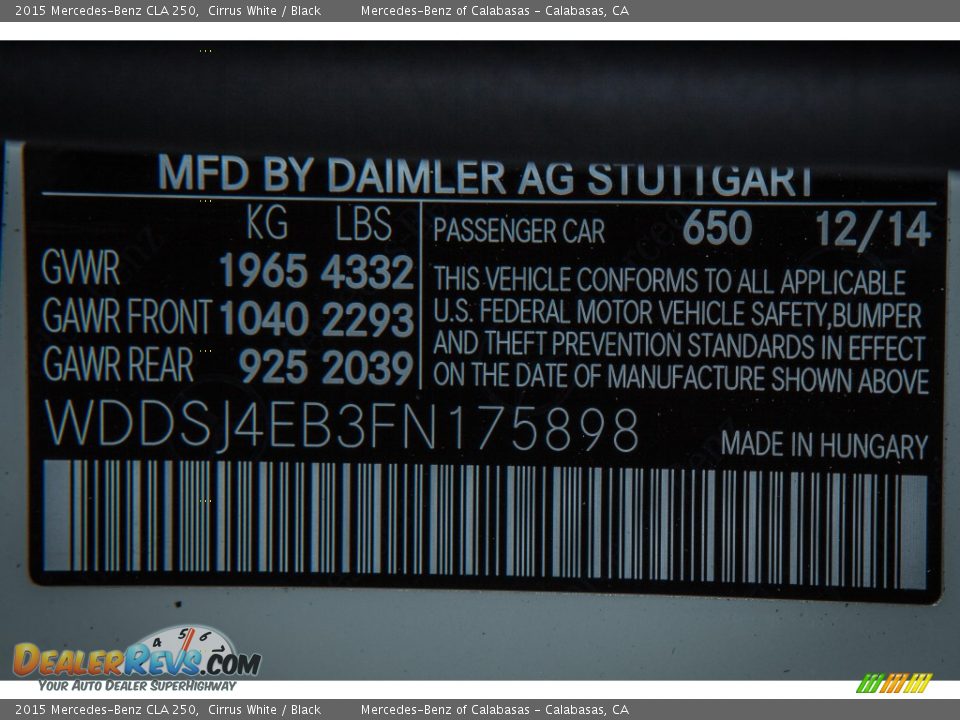 2015 Mercedes-Benz CLA 250,  Cirrus White / Black        Mercedes-Benz of Calabasas - Calabasas, CA
MFD BY DAIMLER AG STUTTGART
KG LBS
GVWR 1965 4332
GAWR FRONT 1040 2293
GAWR REAR 925 2039
PASSENGER CAR 650 12/14
THIS VEHICLE CONFORMS TO ALL APPLICABLE
U.S. FEDERAL MOTOR VEHICLE SAFETY,BUMPER
AND THEFT PREVENTION STANDARDS IN EFFECT
ON THE DATE OF MANUFACTURE SHOWN ABOVE
WDDSJ4EB3FN175898
MADE IN HUNGARY
4 5 6 7
DEALERREVS.COM
YOUR AUTO DEALER SUPERHIGHWAY
2015 Mercedes-Benz CLA 250,  Cirrus White / Black        Mercedes-Benz of Calabasas - Calabasas, CA